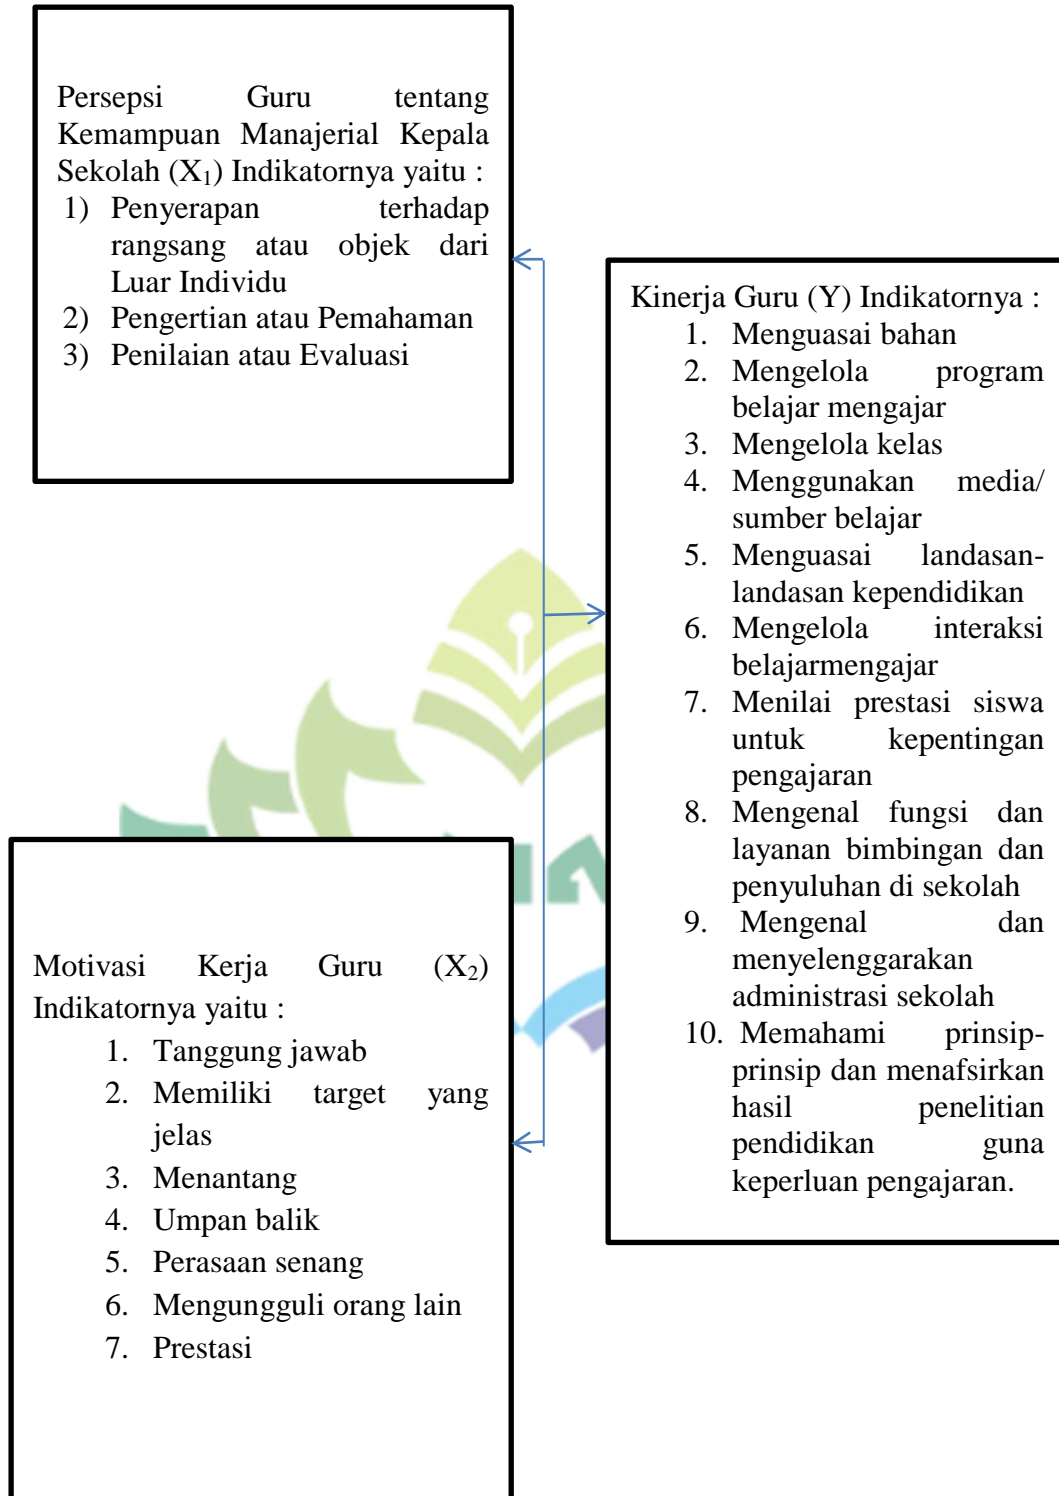 Persepsi Guru tentang
Kemampuan Manajerial Kepala
Sekolah (X₁) Indikatornya yaitu :
1) Penyerapan terhadap
rangsang atau objek dari
Luar Individu
2) Pengertian atau Pemahaman
3) Penilaian atau Evaluasi
Kinerja Guru (Y) Indikatornya :
1. Menguasai bahan
2. Mengelola program
belajar mengajar
3. Mengelola kelas
4. Menggunakan media/
sumber belajar
5. Menguasai landasan-
landasan kependidikan
6. Mengelola interaksi
belajarmengajar
7. Menilai prestasi siswa
untuk kepentingan
pengajaran
8. Mengenal fungsi dan
layanan bimbingan dan
penyuluhan di sekolah
9. Mengenal dan
menyelenggarakan
administrasi sekolah
10. Memahami prinsip-
prinsip dan menafsirkan
hasil penelitian
pendidikan guna
keperluan pengajaran.
Motivasi Kerja Guru (X₂)
Indikatornya yaitu :
1. Tanggung jawab
2. Memiliki target yang
jelas
3. Menantang
4. Umpan balik
5. Perasaan senang
6. Mengungguli orang lain
7. Prestasi